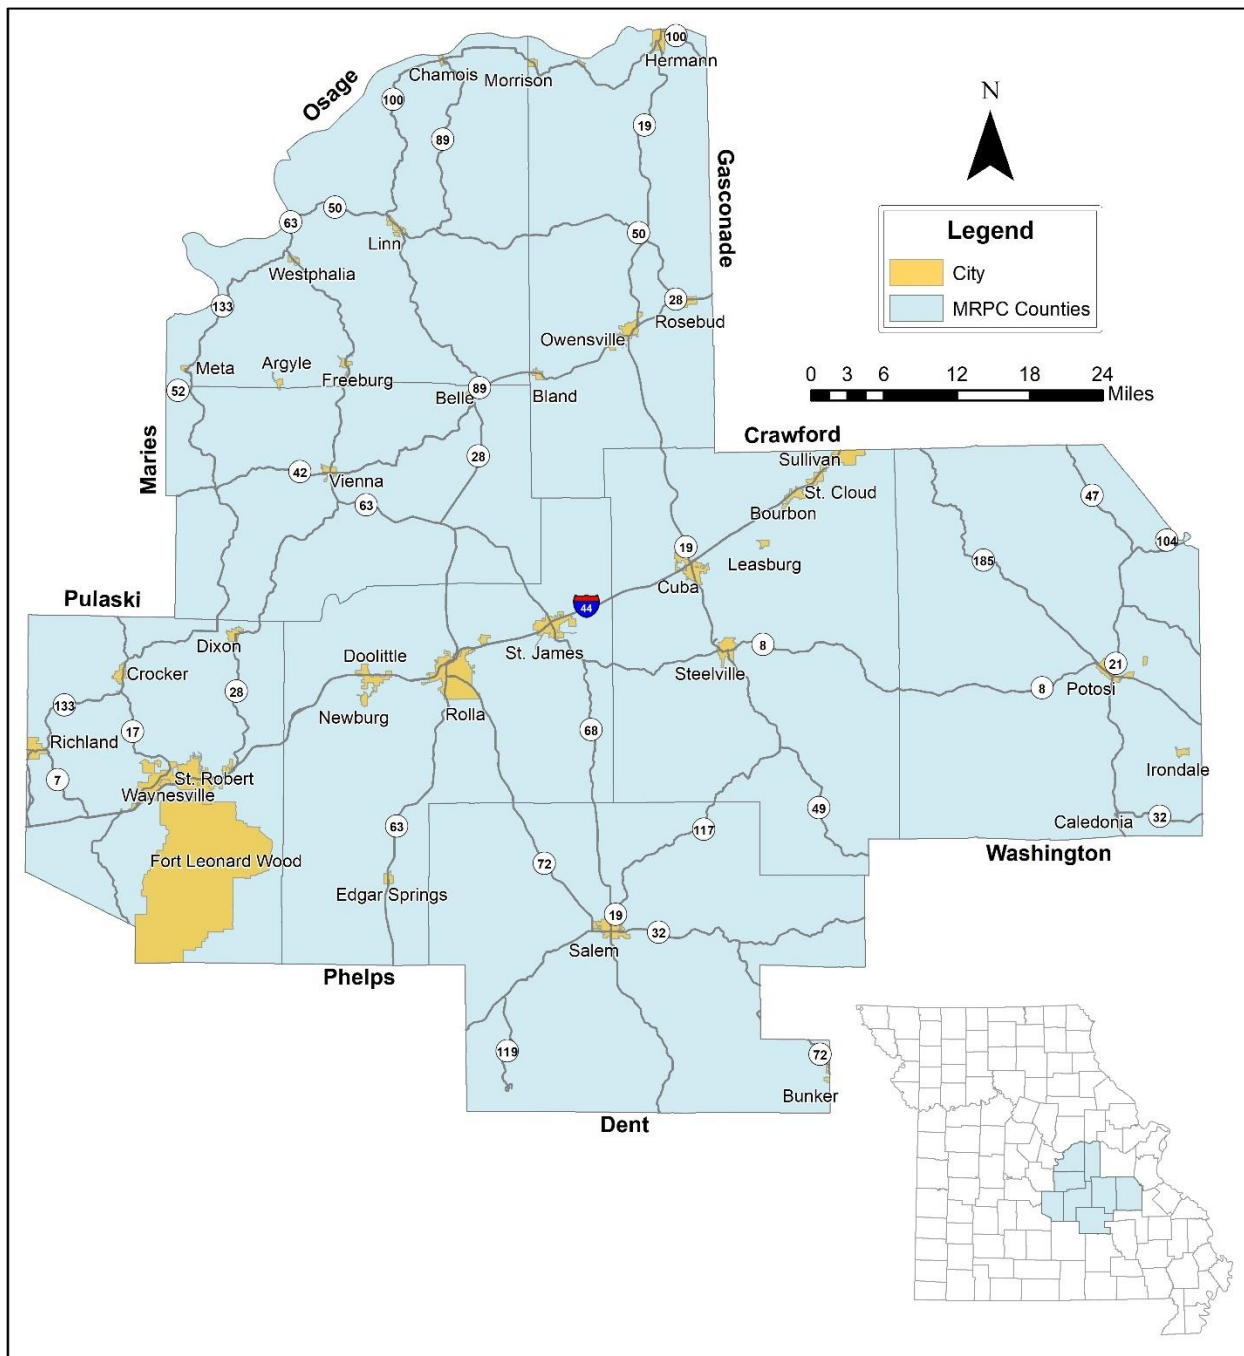 100
Hermann
Chamois
Morrison
Osage
100
89
19
Gasconade
N
63
50
Linn
50
Legend
City
MRPC Counties
Westphalia
133
28
Rosebud
Owensville
Meta
Argyle
Freeburg
52
Belle
89
Bland
0 3 6 12 18 24
Miles
Maries
Crawford
Sullivan
28
42
Vienna
63
St. Cloud
Bourbon
47
19
Leasburg
104
185
Cuba
Pulaski
44
Dixon
Doolittle
St. James
Crocker
Steelville
8
21
Potosi
8
133
28
Newburg
Rolla
17
68
Richland
7
St. Robert
Waynesville
Irondale
49
117
Caledonia
32
63
Washington
Fort Leonard Wood
72
Edgar Springs
19
32
Salem
Phelps
119
72
Bunker
Dent